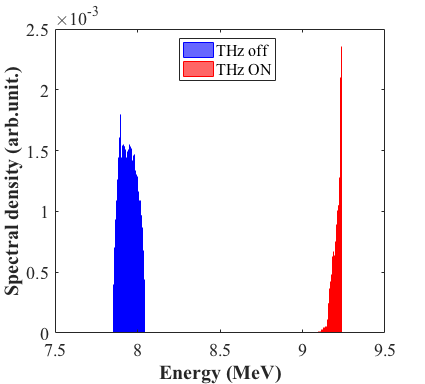 ×10-3
2.5
2
1.5
1
0.5
0
7.5 8 8.5 9 9.5
THz off
THz ON
Spectral density (arb.unit.)
Energy (MeV)